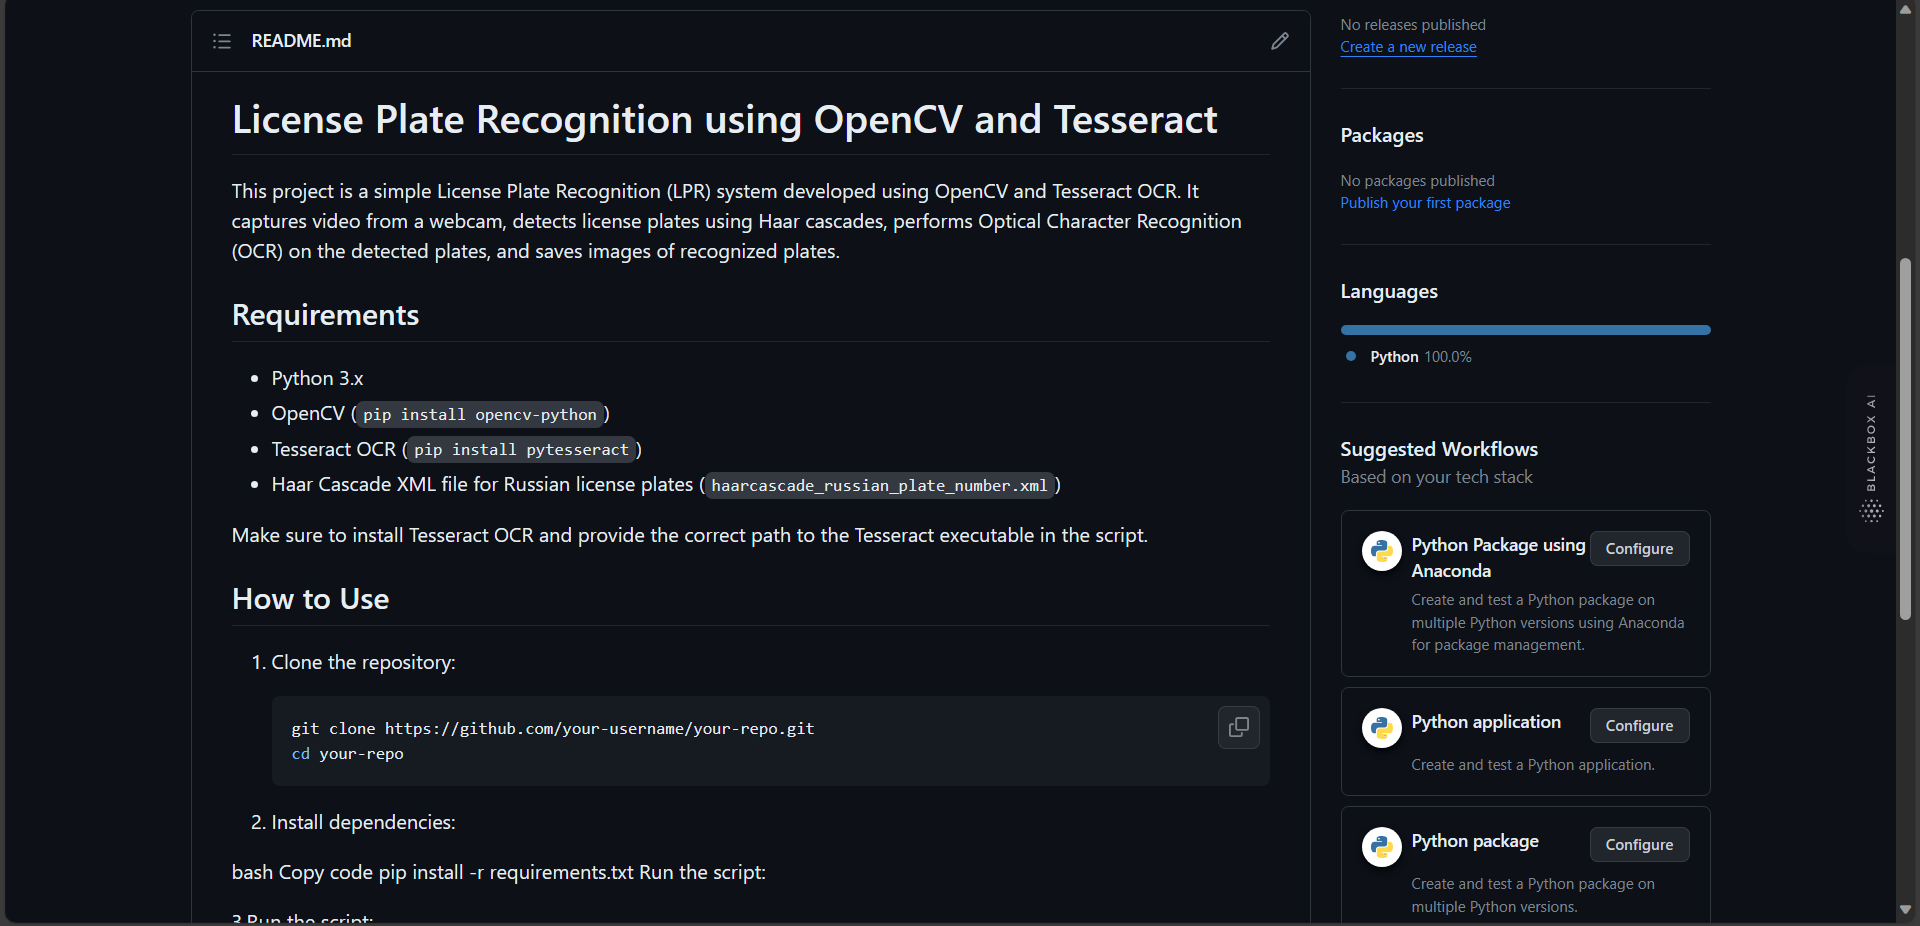 README.md
License Plate Recognition using OpenCV and Tesseract
This project is a simple License Plate Recognition (LPR) system developed using OpenCV and Tesseract OCR. It
captures video from a webcam, detects license plates using Haar cascades, performs Optical Character Recognition
(OCR) on the detected plates, and saves images of recognized plates.
Requirements
• Python 3.x
• OpenCV (pip install opencv-python)
• Tesseract OCR (pip install pytesseract)
• Haar Cascade XML file for Russian license plates (haarcascade_russian_plate_number.xml)
Make sure to install Tesseract OCR and provide the correct path to the Tesseract executable in the script.
How to Use
1. Clone the repository:
git clone https://github.com/your-username/your-repo.git
cd your-repo
2. Install dependencies:
bash Copy code pip install -r requirements.txt Run the script:
3.Run the script:
No releases published
Create a new release
Packages
No packages published
Publish your first package
Languages
Python 100.0%
Suggested Workflows
Based on your tech stack
Python Package using
Anaconda
Configure
Create and test a Python package on
multiple Python versions using Anaconda
for package management.
Python application
Configure
Create and test a Python application.
Python package
Configure
Create and test a Python package on
multiple Python versions.
BLACKBOX AI